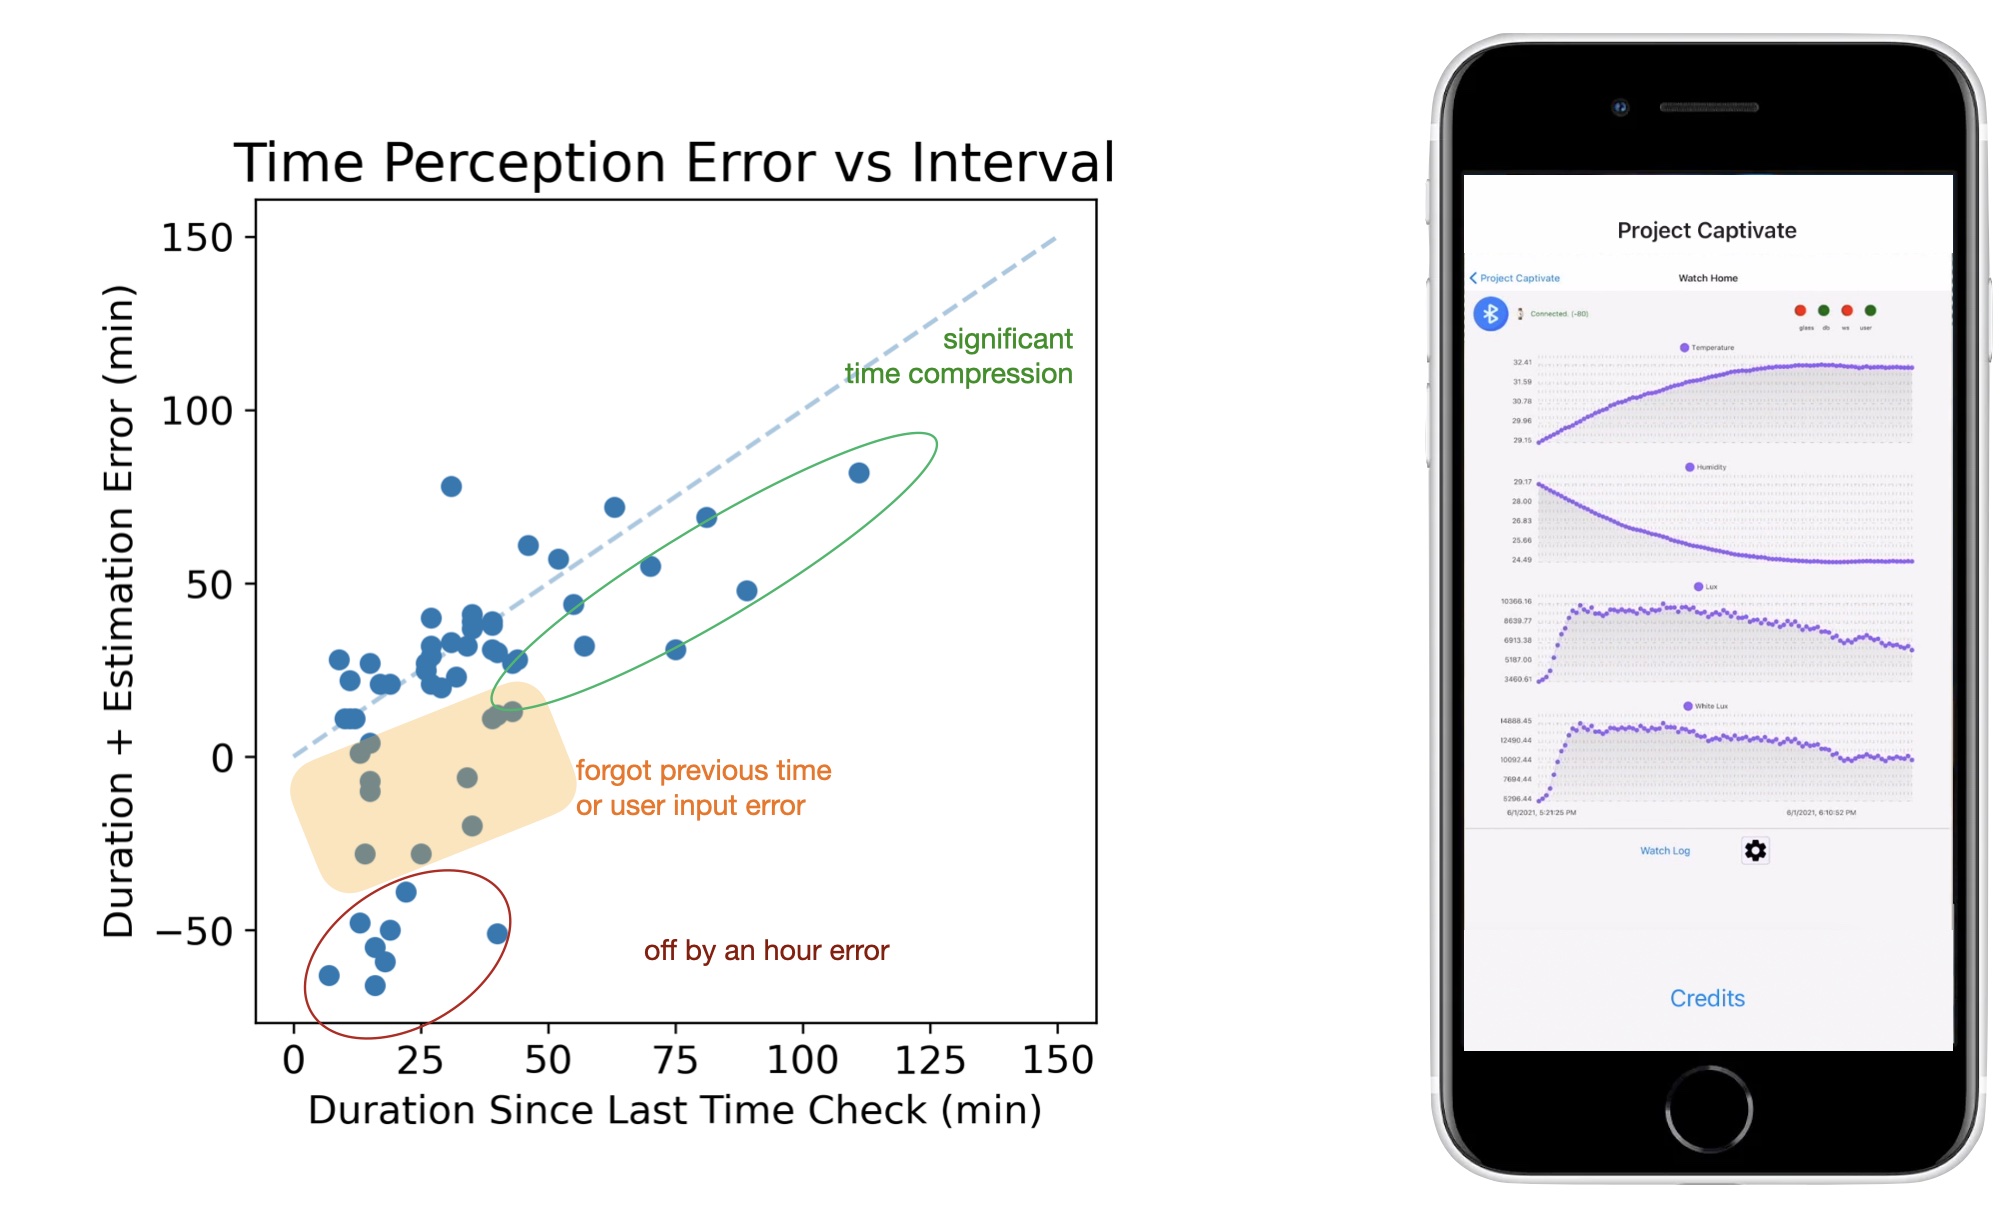 Time Perception Error vs Interval
Duration + Estimation Error (min)
150
100
50
0
−50
significant
time compression
forgot previous time
or user input error
off by an hour error
0 25 50 75 100 125 150
Duration Since Last Time Check (min)
Project Captivate
Project Captivate
Watch Home
Connected. (-80)
glass db ws user
Temperature
32.41
31.59
30.78
29.96
29.15
Humidity
29.17
28.00
26.83
25.66
24.49
Lux
10366.16
8639.77
6913.38
5187.00
3460.61
White Lux
14888.45
12490.44
10092.44
7694.44
5296.44
6/1/2021, 5:21:25 PM
6/1/2021, 6:10:52 PM
Watch Log
Credits